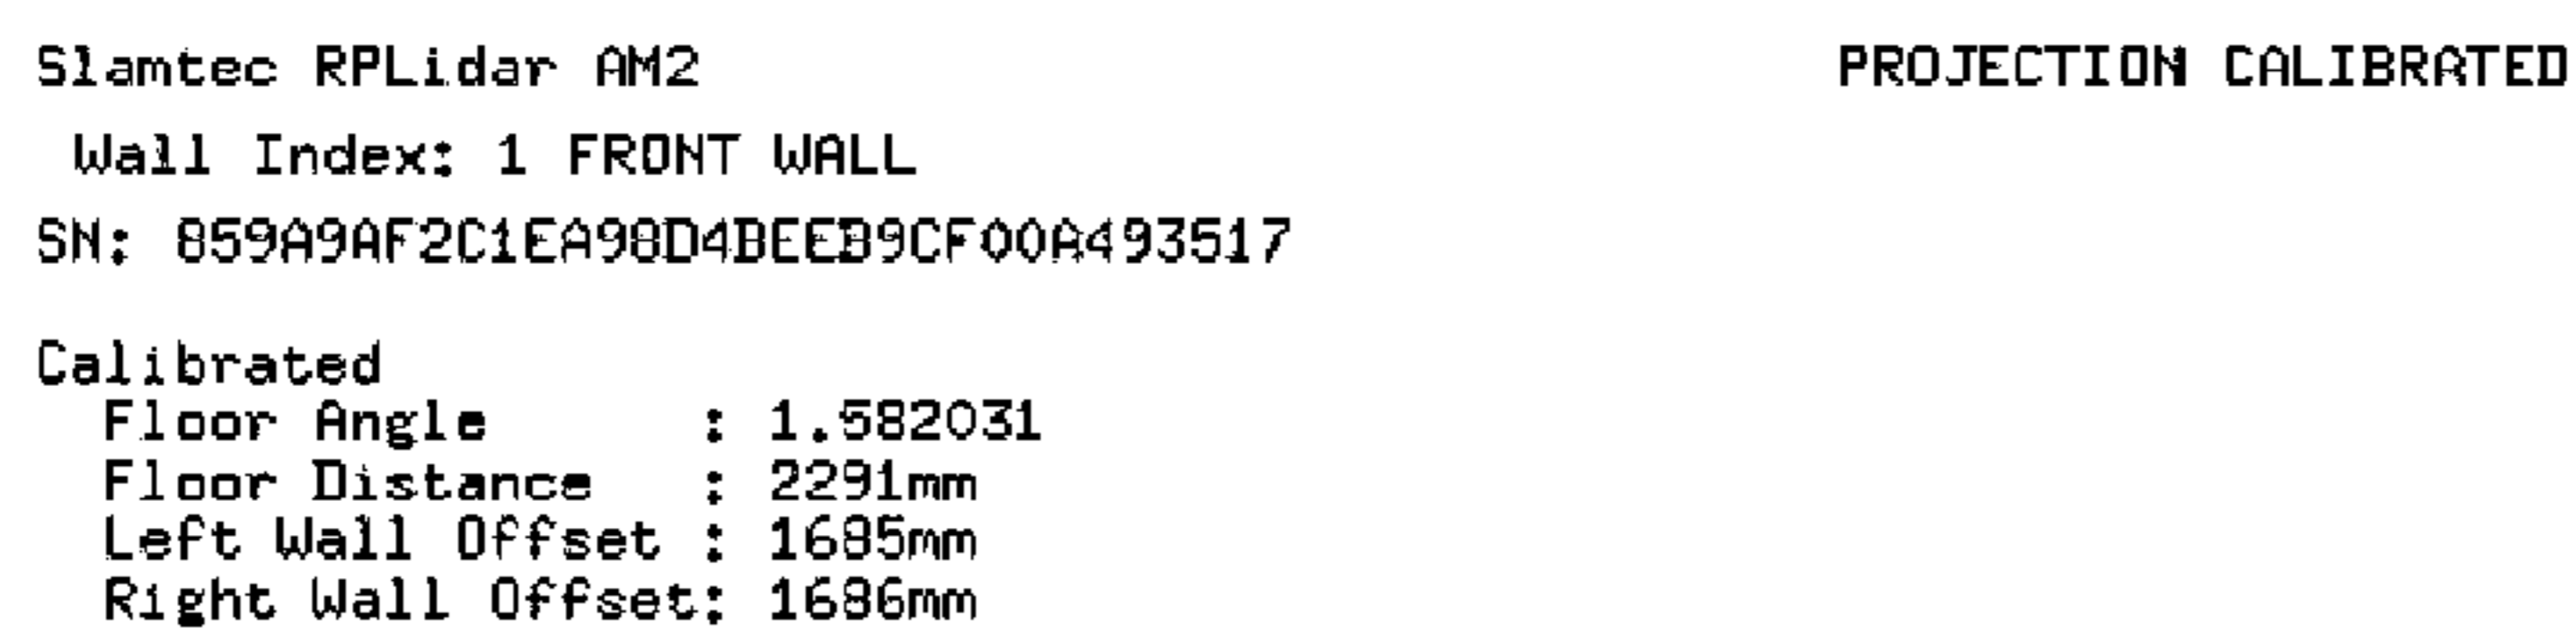 Slamtec RPLidar AM2 PROJECTION CALIBRATED
Wall Index: 1 FRONT WALL
SN: 859A9AF2C1EA98D4BEEB9CF00A493517
Calibrated
Floor Angle : 1.582031
Floor Distance : 2291mm
Left Wall Offset : 1685mm
Right Wall Offset: 1686mm